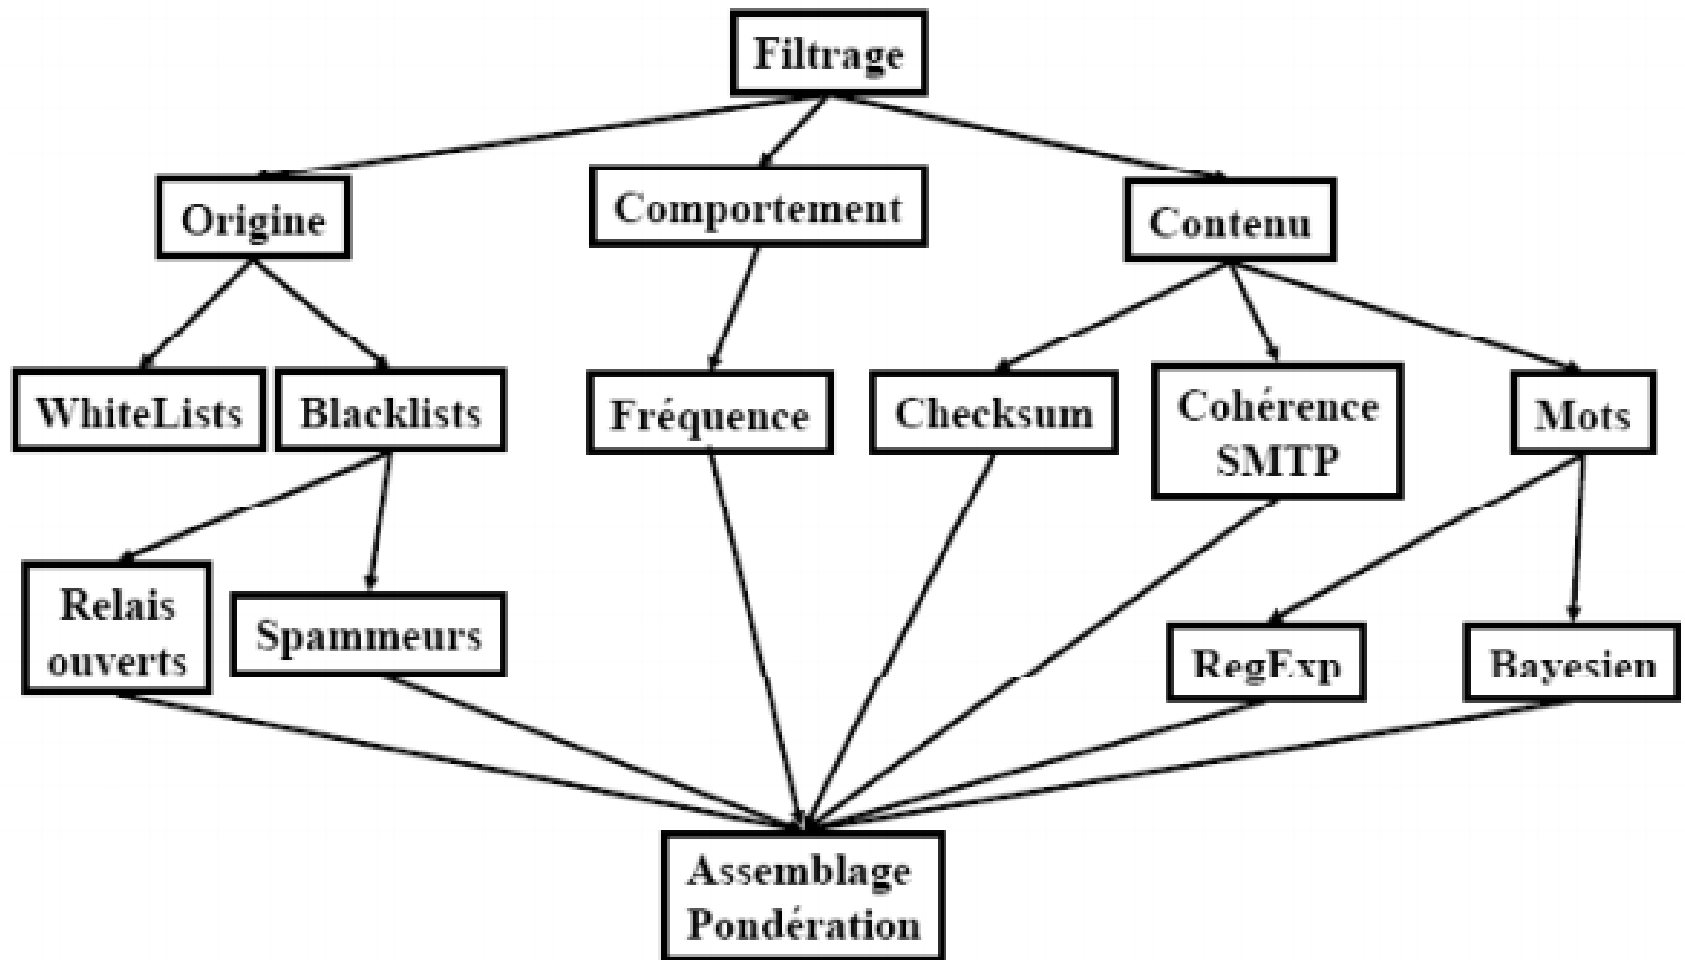 Filtrage
Origine
Comportement
Contenu
WhiteLists
Blacklists
Fréquence
Checksum
Cohérence
SMTP
Mots
Relais
ouverts
Spammeurs
RegExp
Bayesien
Assemblage
Pondération